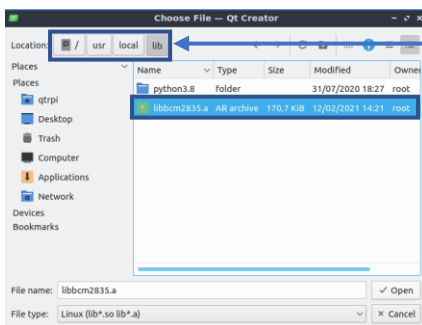 Choose File — Qt Creator
Location: / usr local lib
Places
Places
qtrpi
Desktop
Trash
Computer
Applications
Network
Devices
Bookmarks
Name Type Size Modified Owner
python3.8 folder 31/07/2020 18:27 root
libbcm2835.a AR archive 170,7 KiB 12/02/2021 14:21 root
File name: libbcm2835.a Open
File type: Linux (lib*.so lib*.a) Cancel